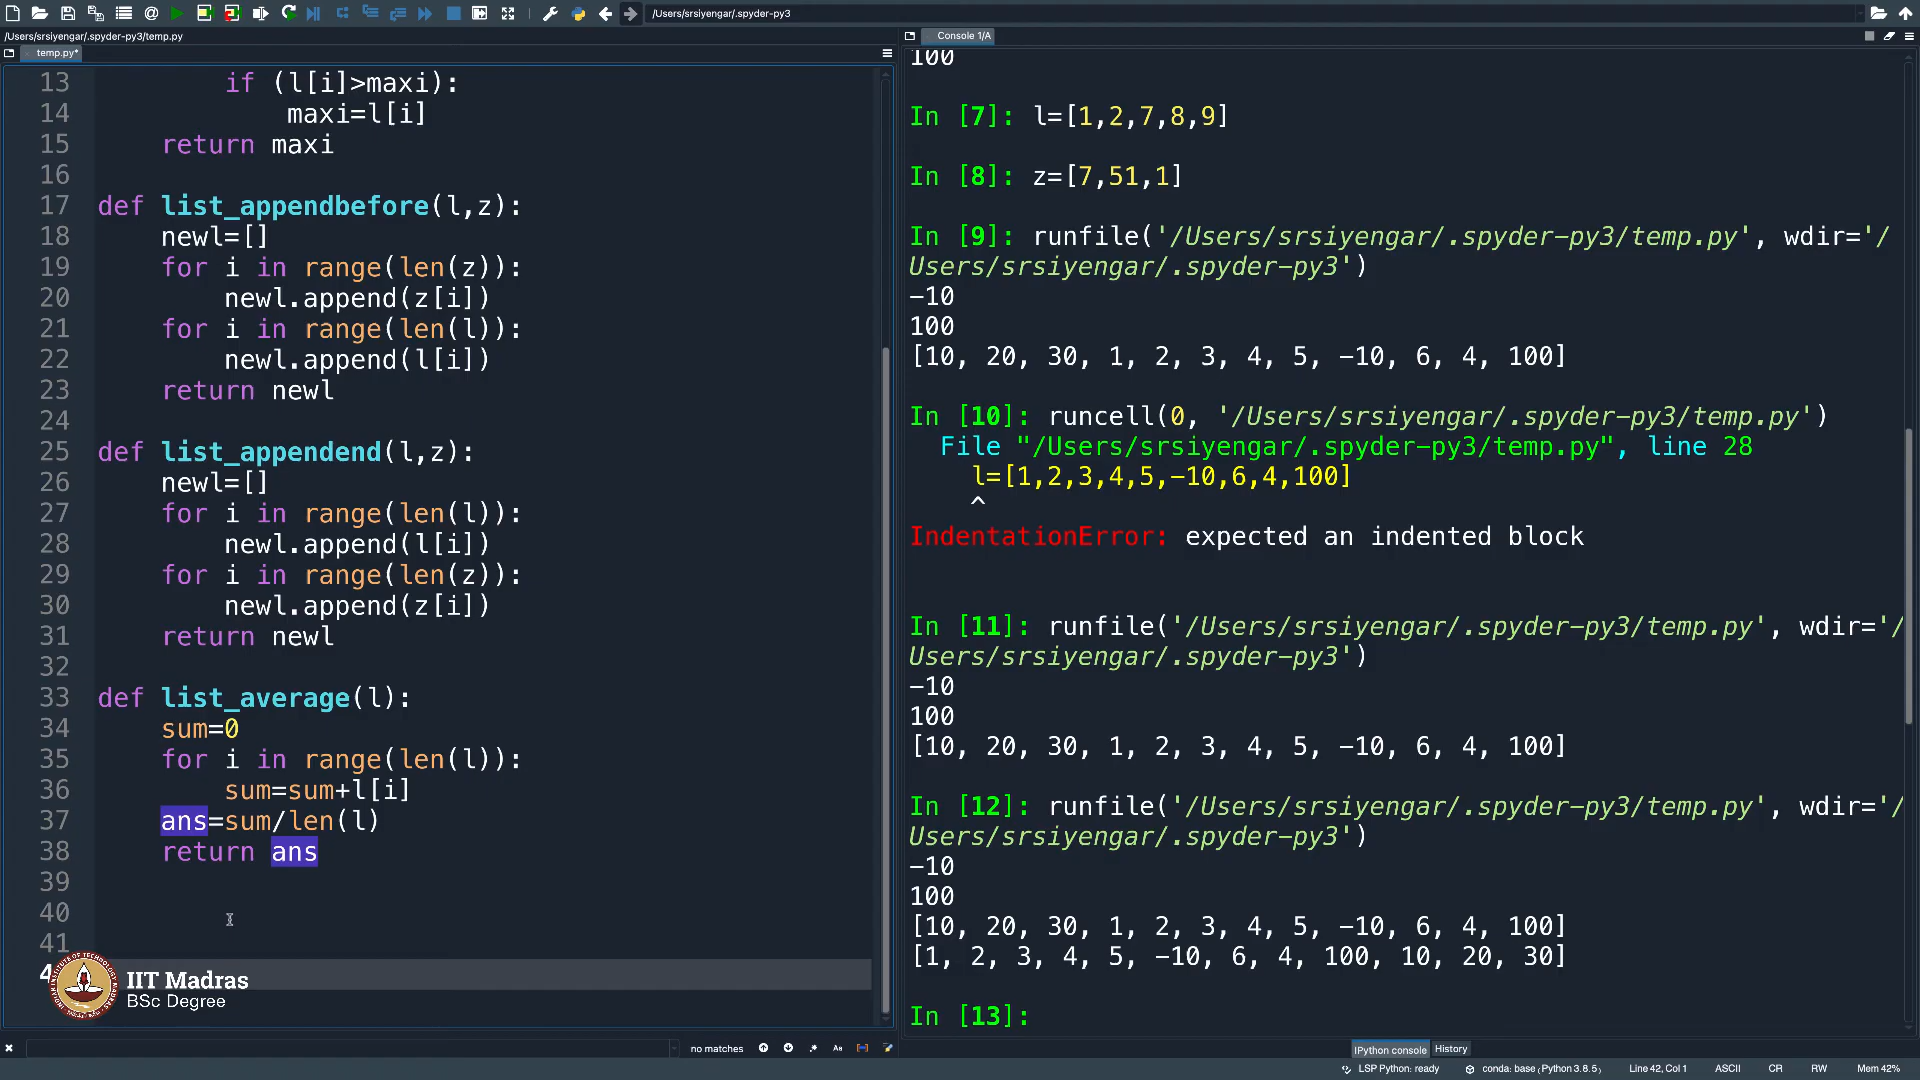 /Users/srsiyengar/.spyder-py3
/Users/srsiyengar/.spyder-py3/temp.py
temp.py*
13 if (l[i]>maxi):
14 maxi=l[i]
15 return maxi
16
17 def list_appendbefore(l,z):
18 newl=[]
19 for i in range(len(z)):
20 newl.append(z[i])
21 for i in range(len(l)):
22 newl.append(l[i])
23 return newl
24
25 def list_appendend(l,z):
26 newl=[]
27 for i in range(len(l)):
28 newl.append(l[i])
29 for i in range(len(z)):
30 newl.append(z[i])
31 return newl
32
33 def list_average(l):
34 sum=0
35 for i in range(len(l)):
36 sum=sum+l[i]
37 ans=sum/len(l)
38 return ans
39
40
41
IIT Madras
BSc Degree
no matches
Console 1/A
100
In [7]: l=[1,2,7,8,9]
In [8]: z=[7,51,1]
In [9]: runfile('/Users/srsiyengar/.spyder-py3/temp.py', wdir='/
Users/srsiyengar/.spyder-py3')
-10
100
[10, 20, 30, 1, 2, 3, 4, 5, -10, 6, 4, 100]
In [10]: runcell(0, '/Users/srsiyengar/.spyder-py3/temp.py')
File "/Users/srsiyengar/.spyder-py3/temp.py", line 28
l=[1,2,3,4,5,-10,6,4,100]
^
IndentationError: expected an indented block
In [11]: runfile('/Users/srsiyengar/.spyder-py3/temp.py', wdir='/
Users/srsiyengar/.spyder-py3')
-10
100
[10, 20, 30, 1, 2, 3, 4, 5, -10, 6, 4, 100]
In [12]: runfile('/Users/srsiyengar/.spyder-py3/temp.py', wdir='/
Users/srsiyengar/.spyder-py3')
-10
100
[10, 20, 30, 1, 2, 3, 4, 5, -10, 6, 4, 100]
[1, 2, 3, 4, 5, -10, 6, 4, 100, 10, 20, 30]
In [13]:
IPython console History
LSP Python: ready conda: base (Python 3.8.5) Line 42, Col 1 ASCII CR RW Mem 42%